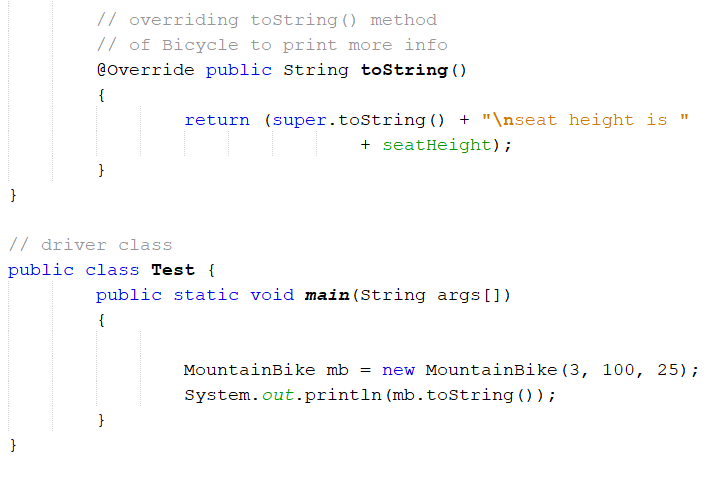 // overriding toString() method
// of Bicycle to print more info
@Override public String toString()
{
return (super.toString() + "\nseat height is "
+ seatHeight);
}
}
// driver class
public class Test {
public static void main(String args[])
{
MountainBike mb = new MountainBike(3, 100, 25);
System.out.println(mb.toString());
}
}